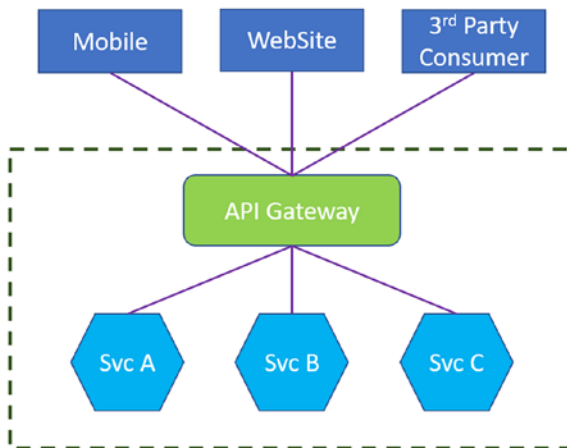 Mobile
WebSite
3rd Party
Consumer
API Gateway
Svc A
Svc B
Svc C